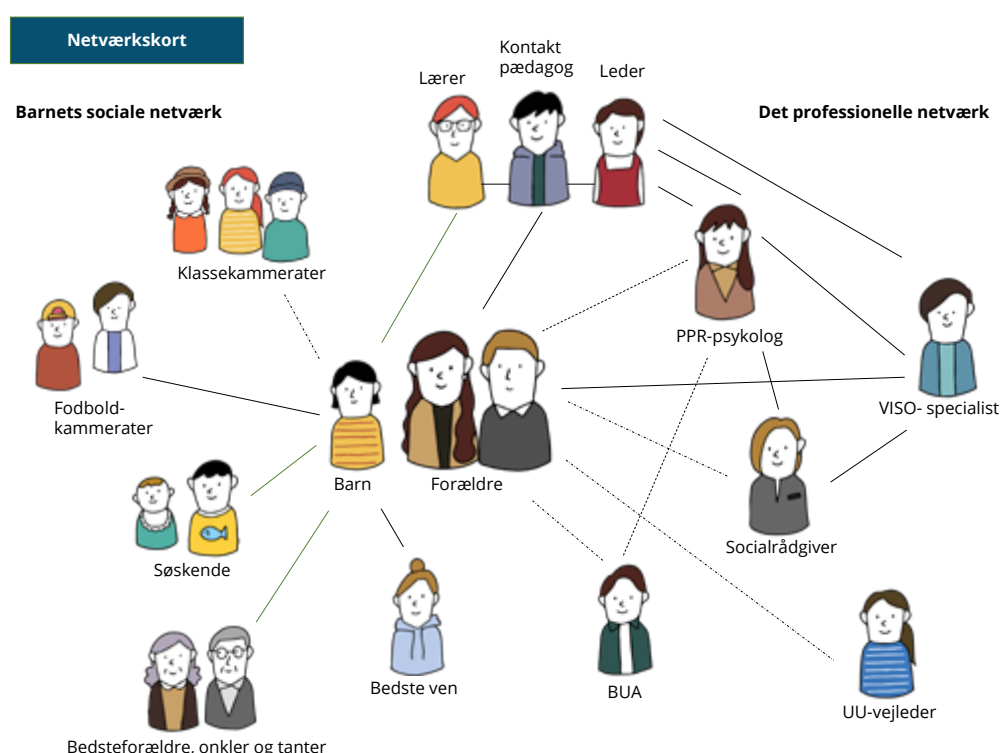 Netværkskort
Barnets sociale netværk
Det professionelle netværk
Lærer
Kontakt
pædagog
Leder
Klassekammerater
Fodbold-
kammerater
PPR-psykolog
VISO- specialist
Barn
Forældre
Søskende
Socialrådgiver
Bedste ven
BUA
UU-vejleder
Bedsteforældre, onkler og tanter